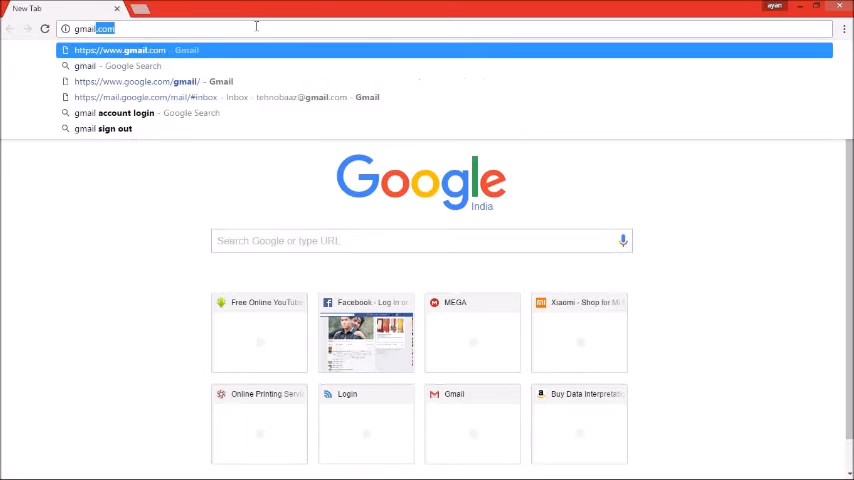 New Tab
ayan
gmail.com
https://www.gmail.com - Gmail
gmail - Google Search
https://www.google.com/gmail/ - Gmail
https://mail.google.com/mail/#inbox - Inbox - tehnobaaz@gmail.com - Gmail
gmail account login - Google Search
gmail sign out
Google
India
Search Google or type URL
Free Online YouTube
Facebook - Log In or
MEGA
Xiaomi - Shop for Mi
Online Printing Servic
Login
Gmail
Buy Data Interpretatic